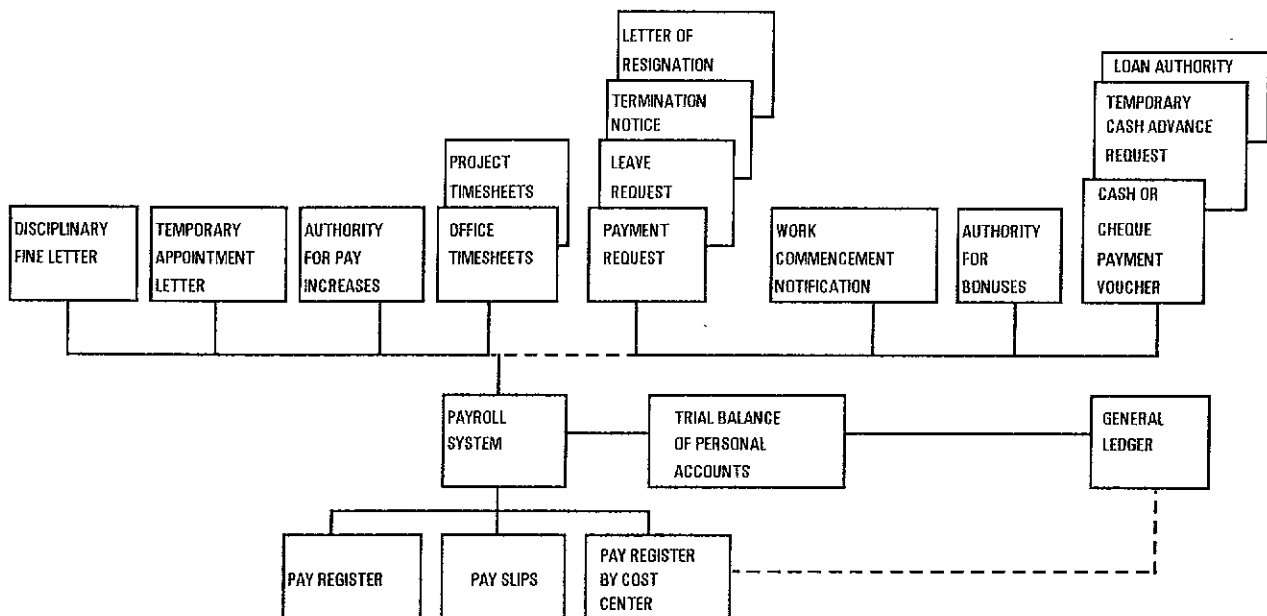 LETTER OF
RESIGNATION
TERMINATION
NOTICE
LEAVE
REQUEST
PAYMENT
REQUEST
LOAN AUTHORITY
TEMPORARY
CASH ADVANCE
REQUEST
CASH OR
CHEQUE
PAYMENT
VOUCHER
PROJECT
TIMESHEETS
OFFICE
TIMESHEETS
DISCIPLINARY
FINE LETTER
TEMPORARY
APPOINTMENT
LETTER
AUTHORITY
FOR PAY
INCREASES
WORK
COMMENCEMENT
NOTIFICATION
AUTHORITY
FOR
BONUSES
PAYROLL
SYSTEM
TRIAL BALANCE
OF PERSONAL
ACCOUNTS
GENERAL
LEDGER
PAY REGISTER
PAY SLIPS
PAY REGISTER
BY COST
CENTER